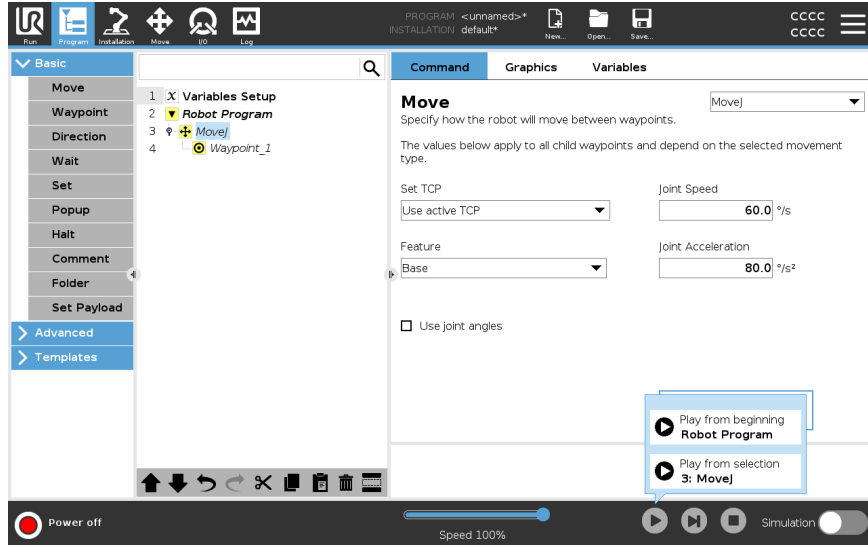 UR
Run
Program
Installation
Move
I/O
Log
PROGRAM <unnamed>*
INSTALLATION default*
New...
Open...
Save...
cccc
cccc
Basic
Move
Waypoint
Direction
Wait
Set
Popup
Halt
Comment
Folder
Set Payload
Advanced
Templates
1 X Variables Setup
2 Robot Program
3 MoveJ
4 Waypoint_1
Command Graphics Variables
Move
MoveJ
Specify how the robot will move between waypoints.
The values below apply to all child waypoints and depend on the selected movement
type.
Set TCP
Use active TCP
Joint Speed
60.0 °/s
Feature
Base
Joint Acceleration
80.0 °/s²
Use joint angles
Play from beginning
Robot Program
Play from selection
3: MoveJ
Power off
Speed 100%
Simulation